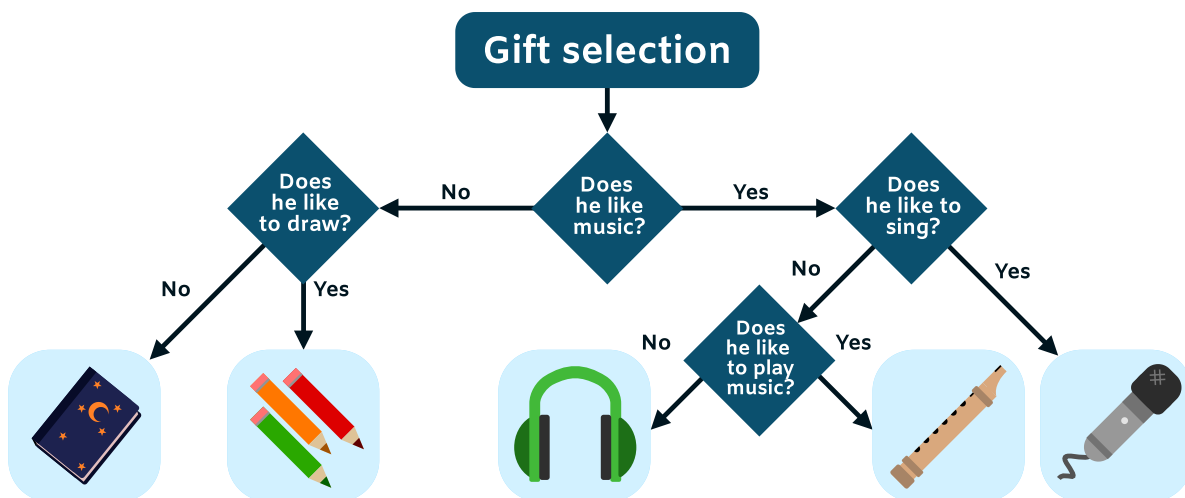 Gift selection
Does
he like
to draw?
No
Does
he like
music?
Yes
Does
he like to
sing?
No
Yes
No
Yes
No
Does
he like
to play
music?
Yes